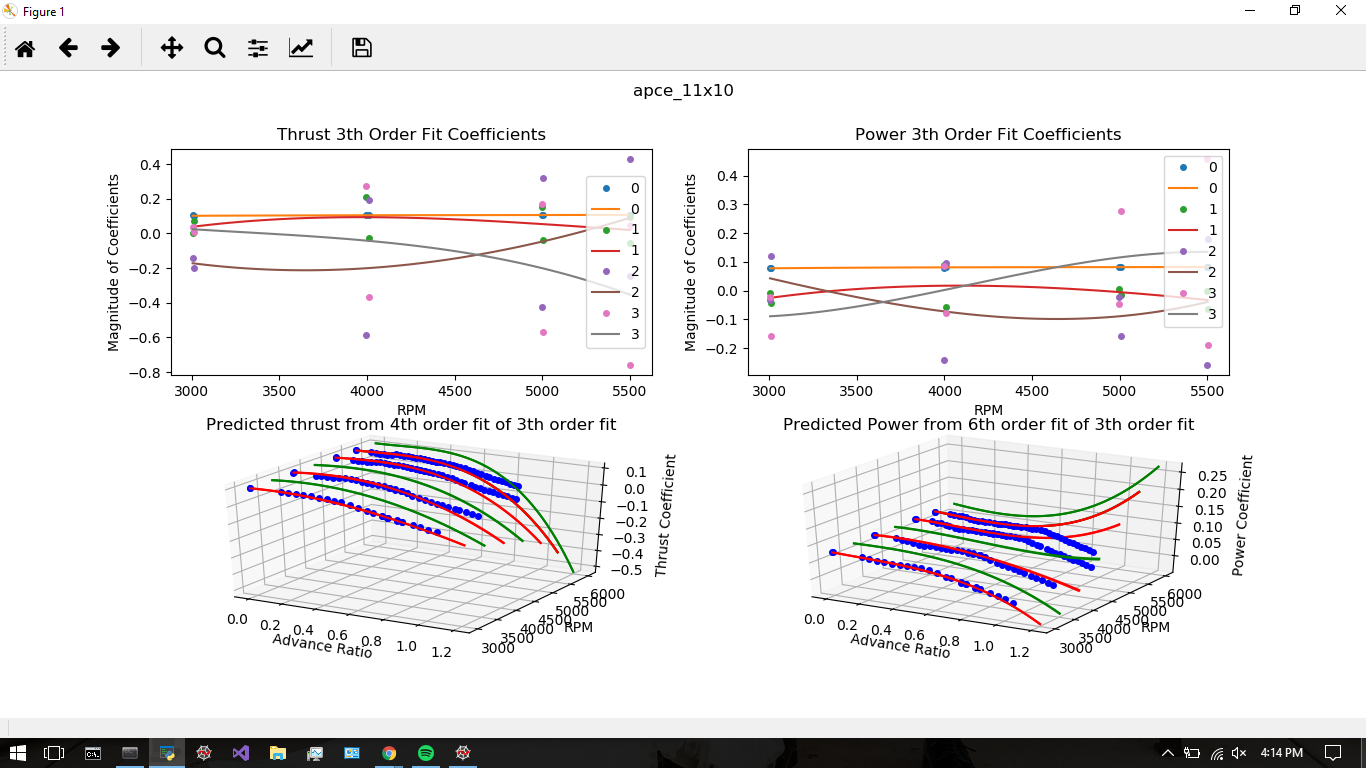 Figure 1
apce_11x10
Thrust 3th Order Fit Coefficients
Magnitude of Coefficients
0.4
0.2
0.0
−0.2
−0.4
−0.6
−0.8
3000 3500 4000 4500 5000 5500
RPM
0
0
1
1
2
2
3
3
Power 3th Order Fit Coefficients
Magnitude of Coefficients
0.4
0.3
0.2
0.1
0.0
−0.1
−0.2
3000 3500 4000 4500 5000 5500
RPM
0
0
1
1
2
2
3
3
Predicted thrust from 4th order fit of 3th order fit
0.1
0.0
−0.1
−0.2
−0.3
−0.4
−0.5
Thrust Coefficient
0.0 0.2 0.4 0.6 0.8 1.0 1.2
Advance Ratio
3000 3500 4000 4500 5000 5500 6000
RPM
Predicted Power from 6th order fit of 3th order fit
0.25
0.20
0.15
0.10
0.05
0.00
Power Coefficient
0.0 0.2 0.4 0.6 0.8 1.0 1.2
Advance Ratio
3000 3500 4000 4500 5000 5500 6000
RPM
4:14 PM